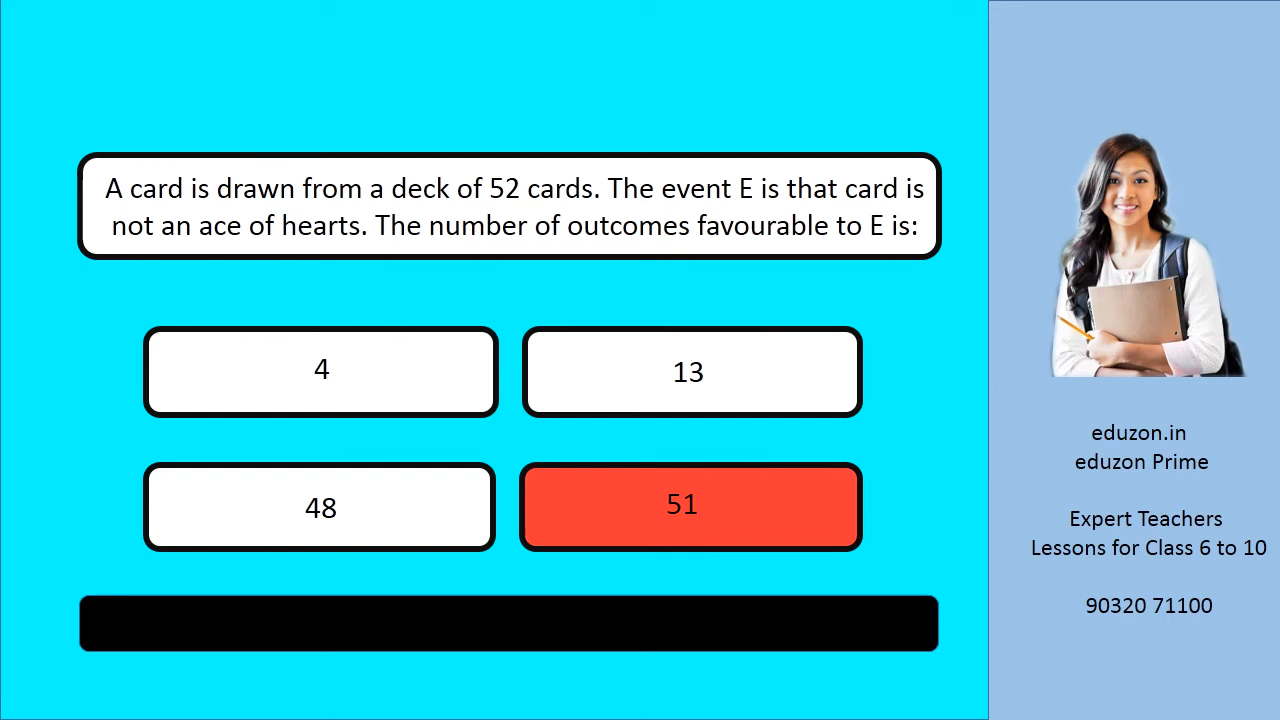 A card is drawn from a deck of 52 cards. The event E is that card is
not an ace of hearts. The number of outcomes favourable to E is:
4
13
48
51
eduzon.in
eduzon Prime
Expert Teachers
Lessons for Class 6 to 10
90320 71100